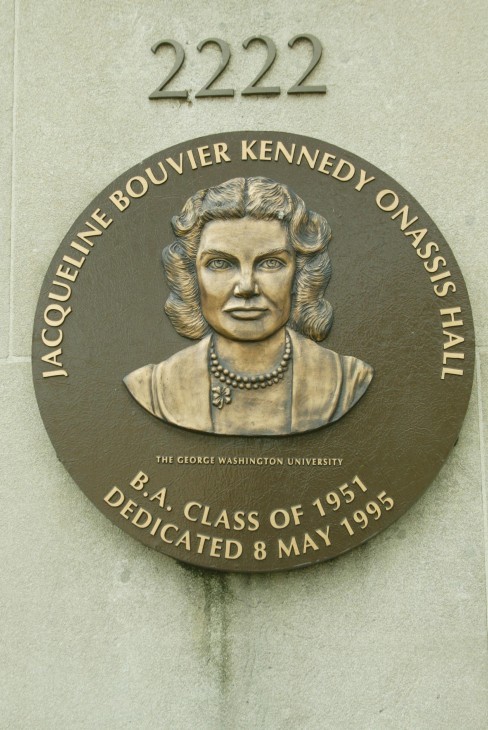 2222
JACQUELINE BOUVIER KENNEDY ONASSIS HALL
THE GEORGE WASHINGTON UNIVERSITY
B.A. CLASS OF 1951
DEDICATED 8 MAY 1995